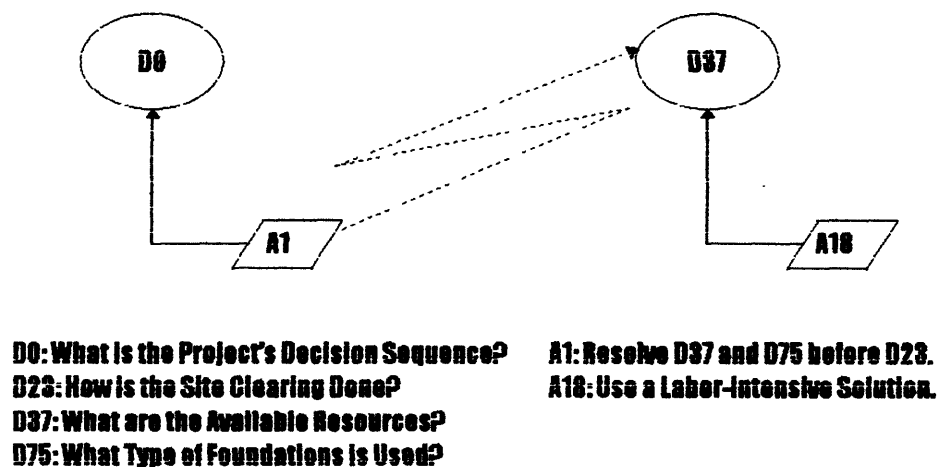 D0
D37
A1
A18
D0: What is the Project's Decision Sequence?
D23: How is the Site Clearing Done?
D37: What are the Available Resources?
D75: What Type of Foundations is Used?
A1: Resolve D37 and D75 before D23.
A18: Use a Labor-Intensive Solution.